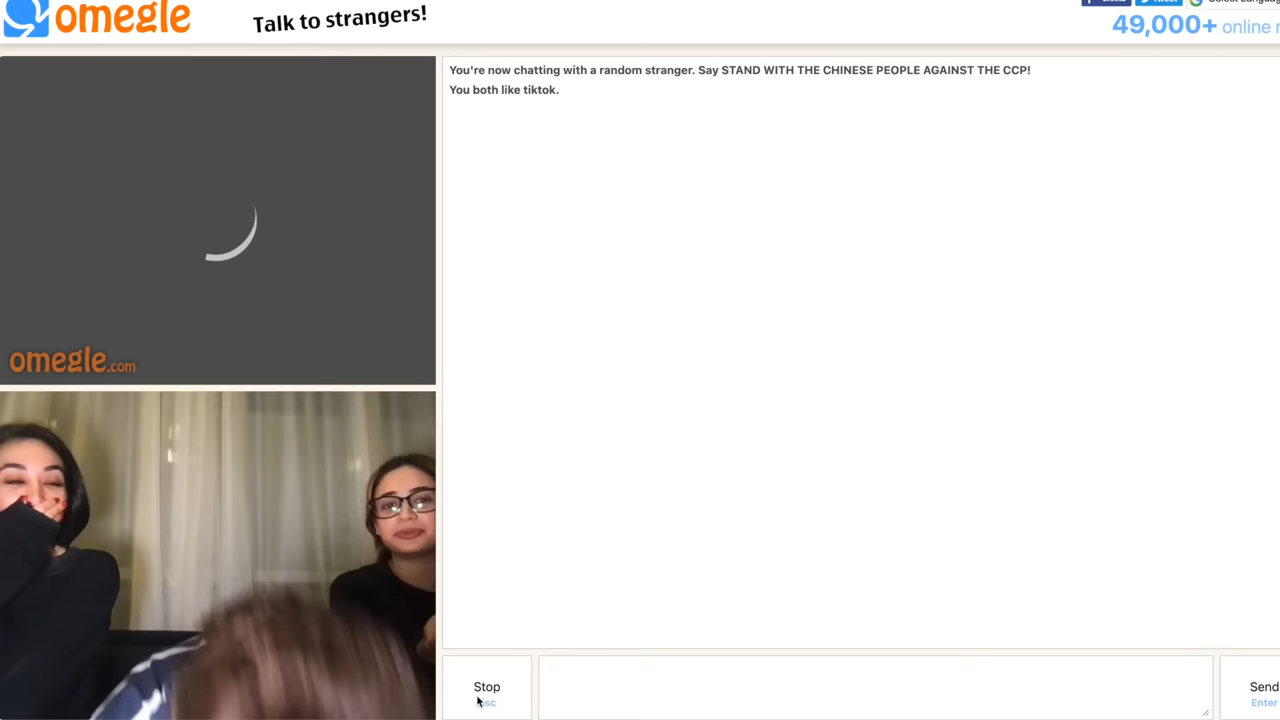 omegle
Talk to strangers!
49,000+ online
You're now chatting with a random stranger. Say STAND WITH THE CHINESE PEOPLE AGAINST THE CCP!
You both like tiktok.
omegle.com
Stop
Send
Enter